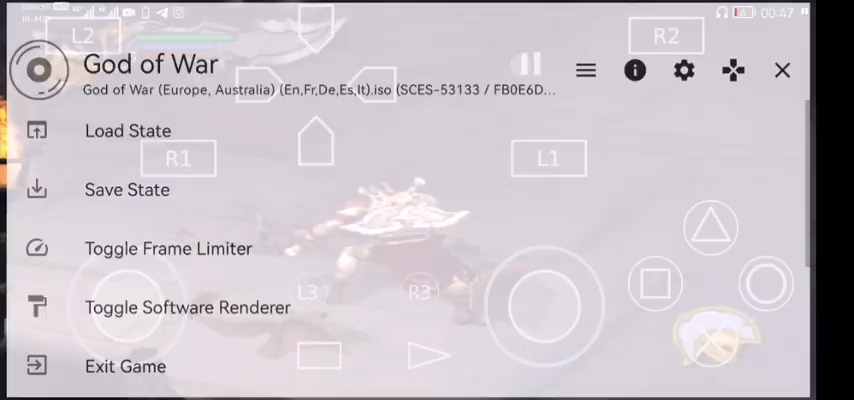 00:47
L2
R2
God of War
God of War (Europe, Australia) (En,Fr,De,Es,It).iso (SCES-53133 / FB0E6D...
Load State
R1
L1
Save State
Toggle Frame Limiter
L3
R3
Toggle Software Renderer
Exit Game